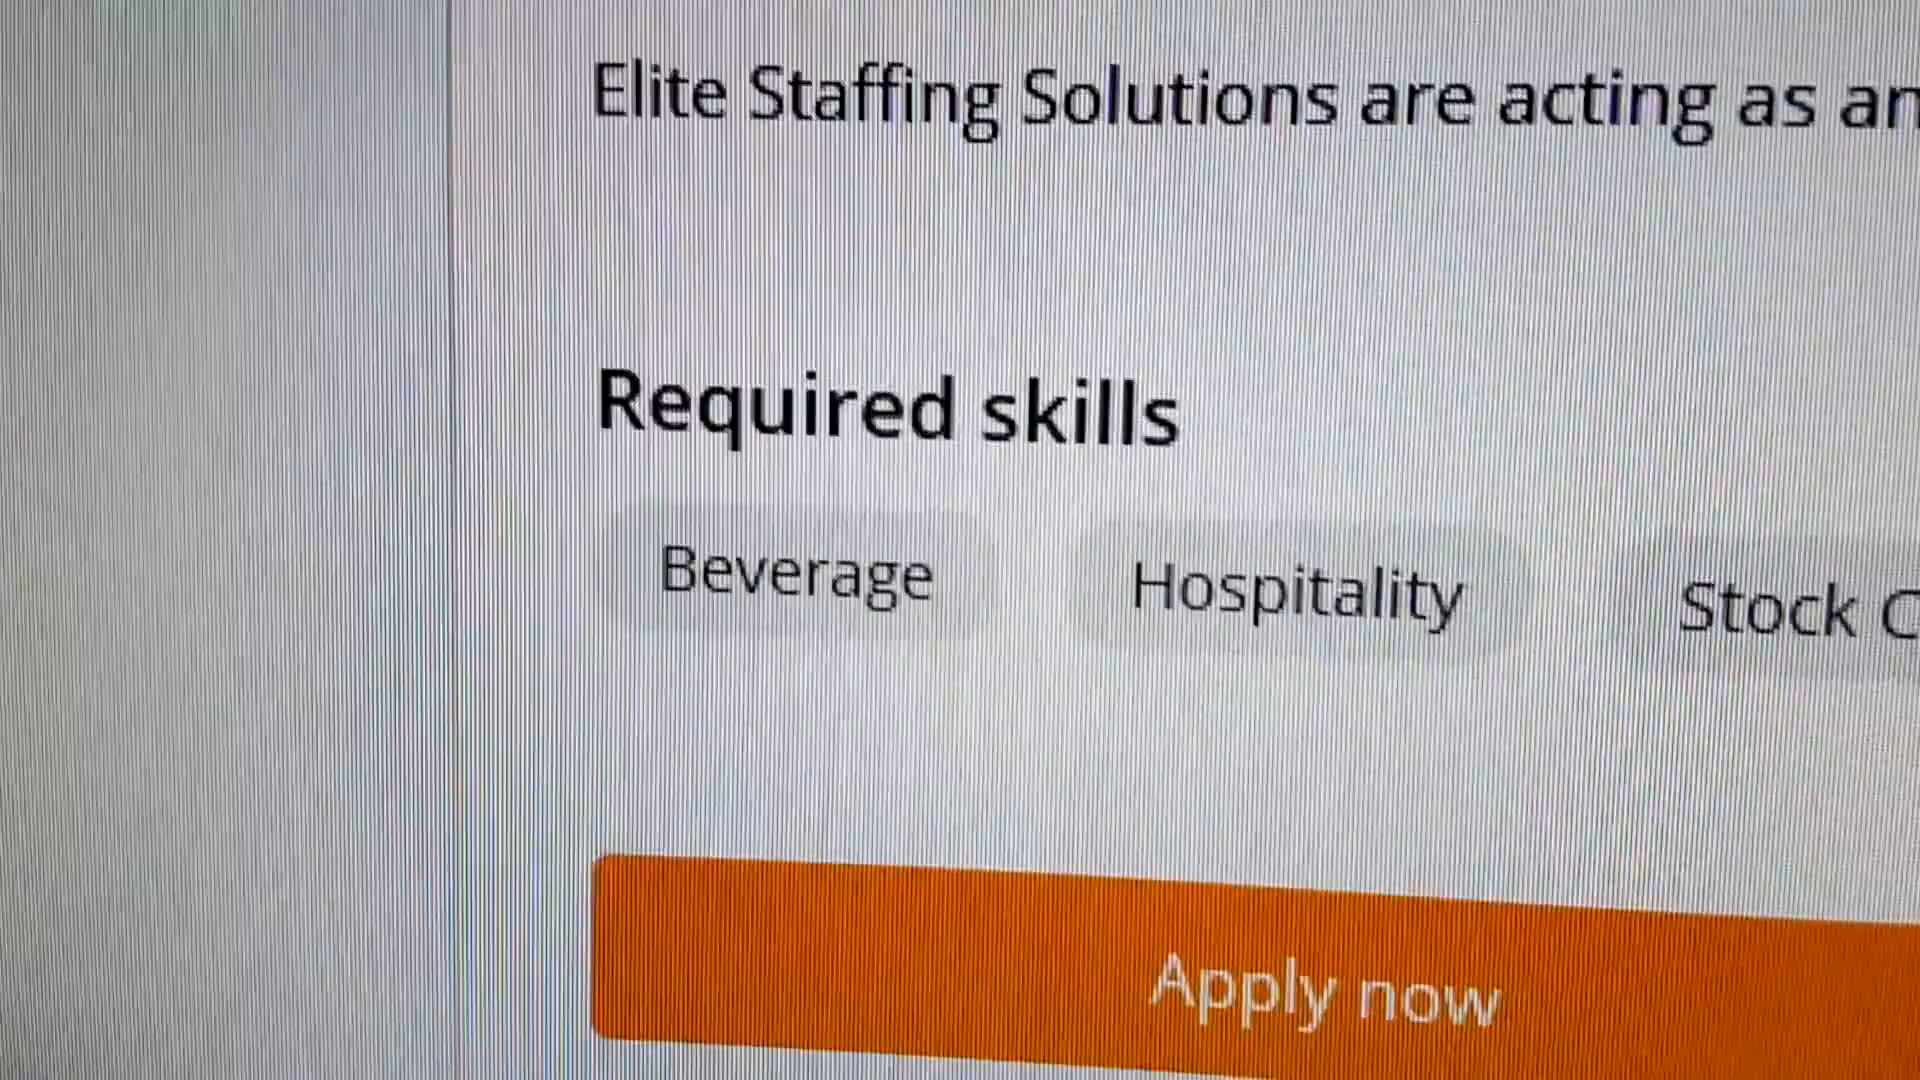 Elite Staffing Solutions are acting as an
Required skills
Beverage
Hospitality
Stock C
Apply now